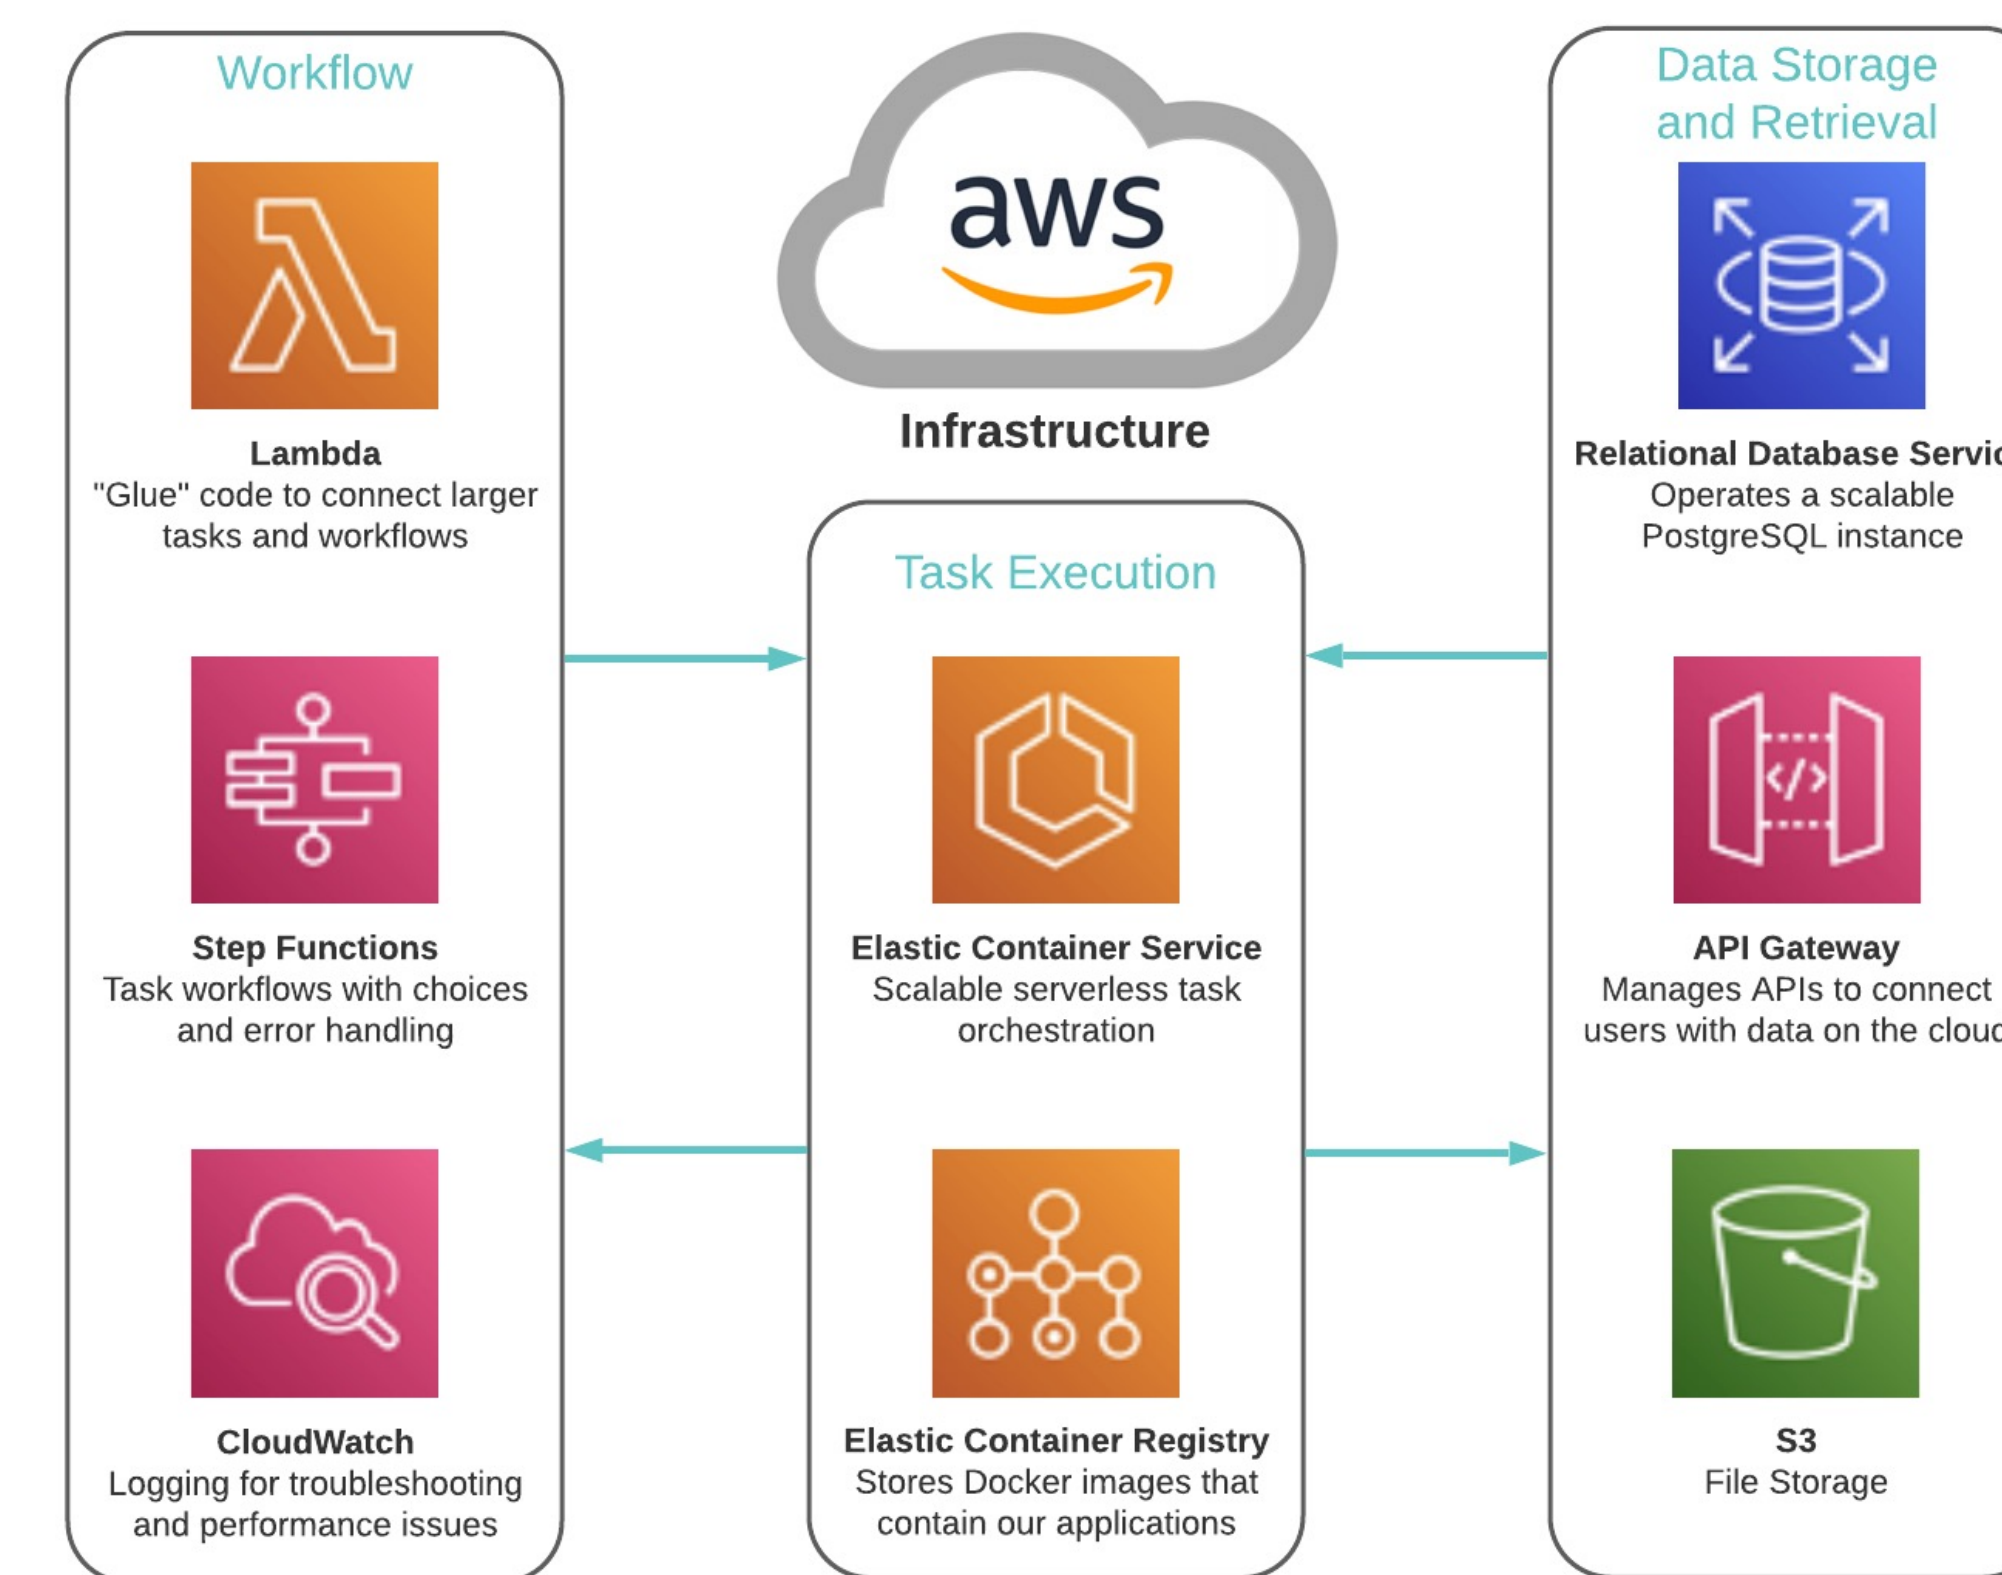 Workflow
Lambda
"Glue" code to connect larger
tasks and workflows
Step Functions
Task workflows with choices
and error handling
CloudWatch
Logging for troubleshooting
and performance issues
aws
Infrastructure
Task Execution
Elastic Container Service
Scalable serverless task
orchestration
Elastic Container Registry
Stores Docker images that
contain our applications
Data Storage
and Retrieval
Relational Database Servic
Operates a scalable
PostgreSQL instance
API Gateway
</>
Manages APIs to connect
users with data on the cloud
S3
File Storage